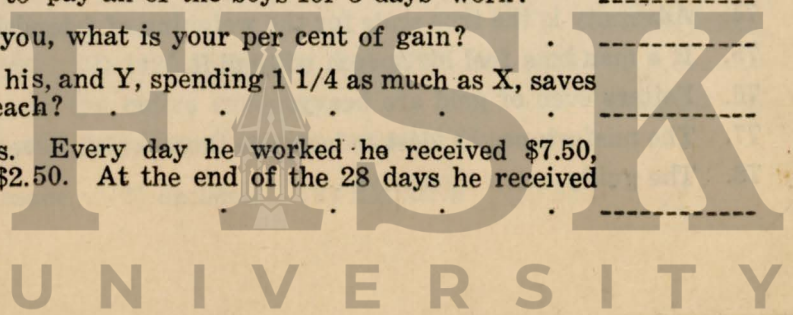 to pay all of the boys for 5 days' work?
you, what is your per cent of gain? .
his, and Y, spending 1 1/4 as much as X, saves
each? . . . . .
s. Every day he worked he received $7.50,
$2.50. At the end of the 28 days he received
. . . .
FISK
UNIVERSITY